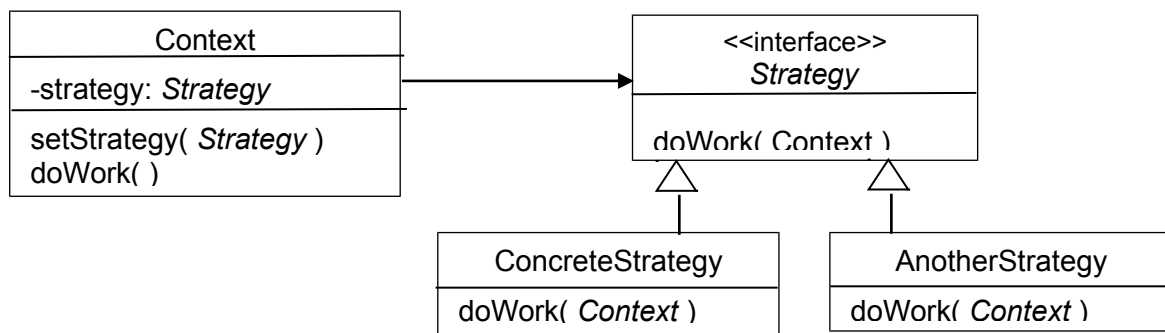 Context
-strategy: Strategy
setStrategy( Strategy )
doWork( )
<<interface>>
Strategy
doWork( Context )
ConcreteStrategy
doWork( Context )
AnotherStrategy
doWork( Context )